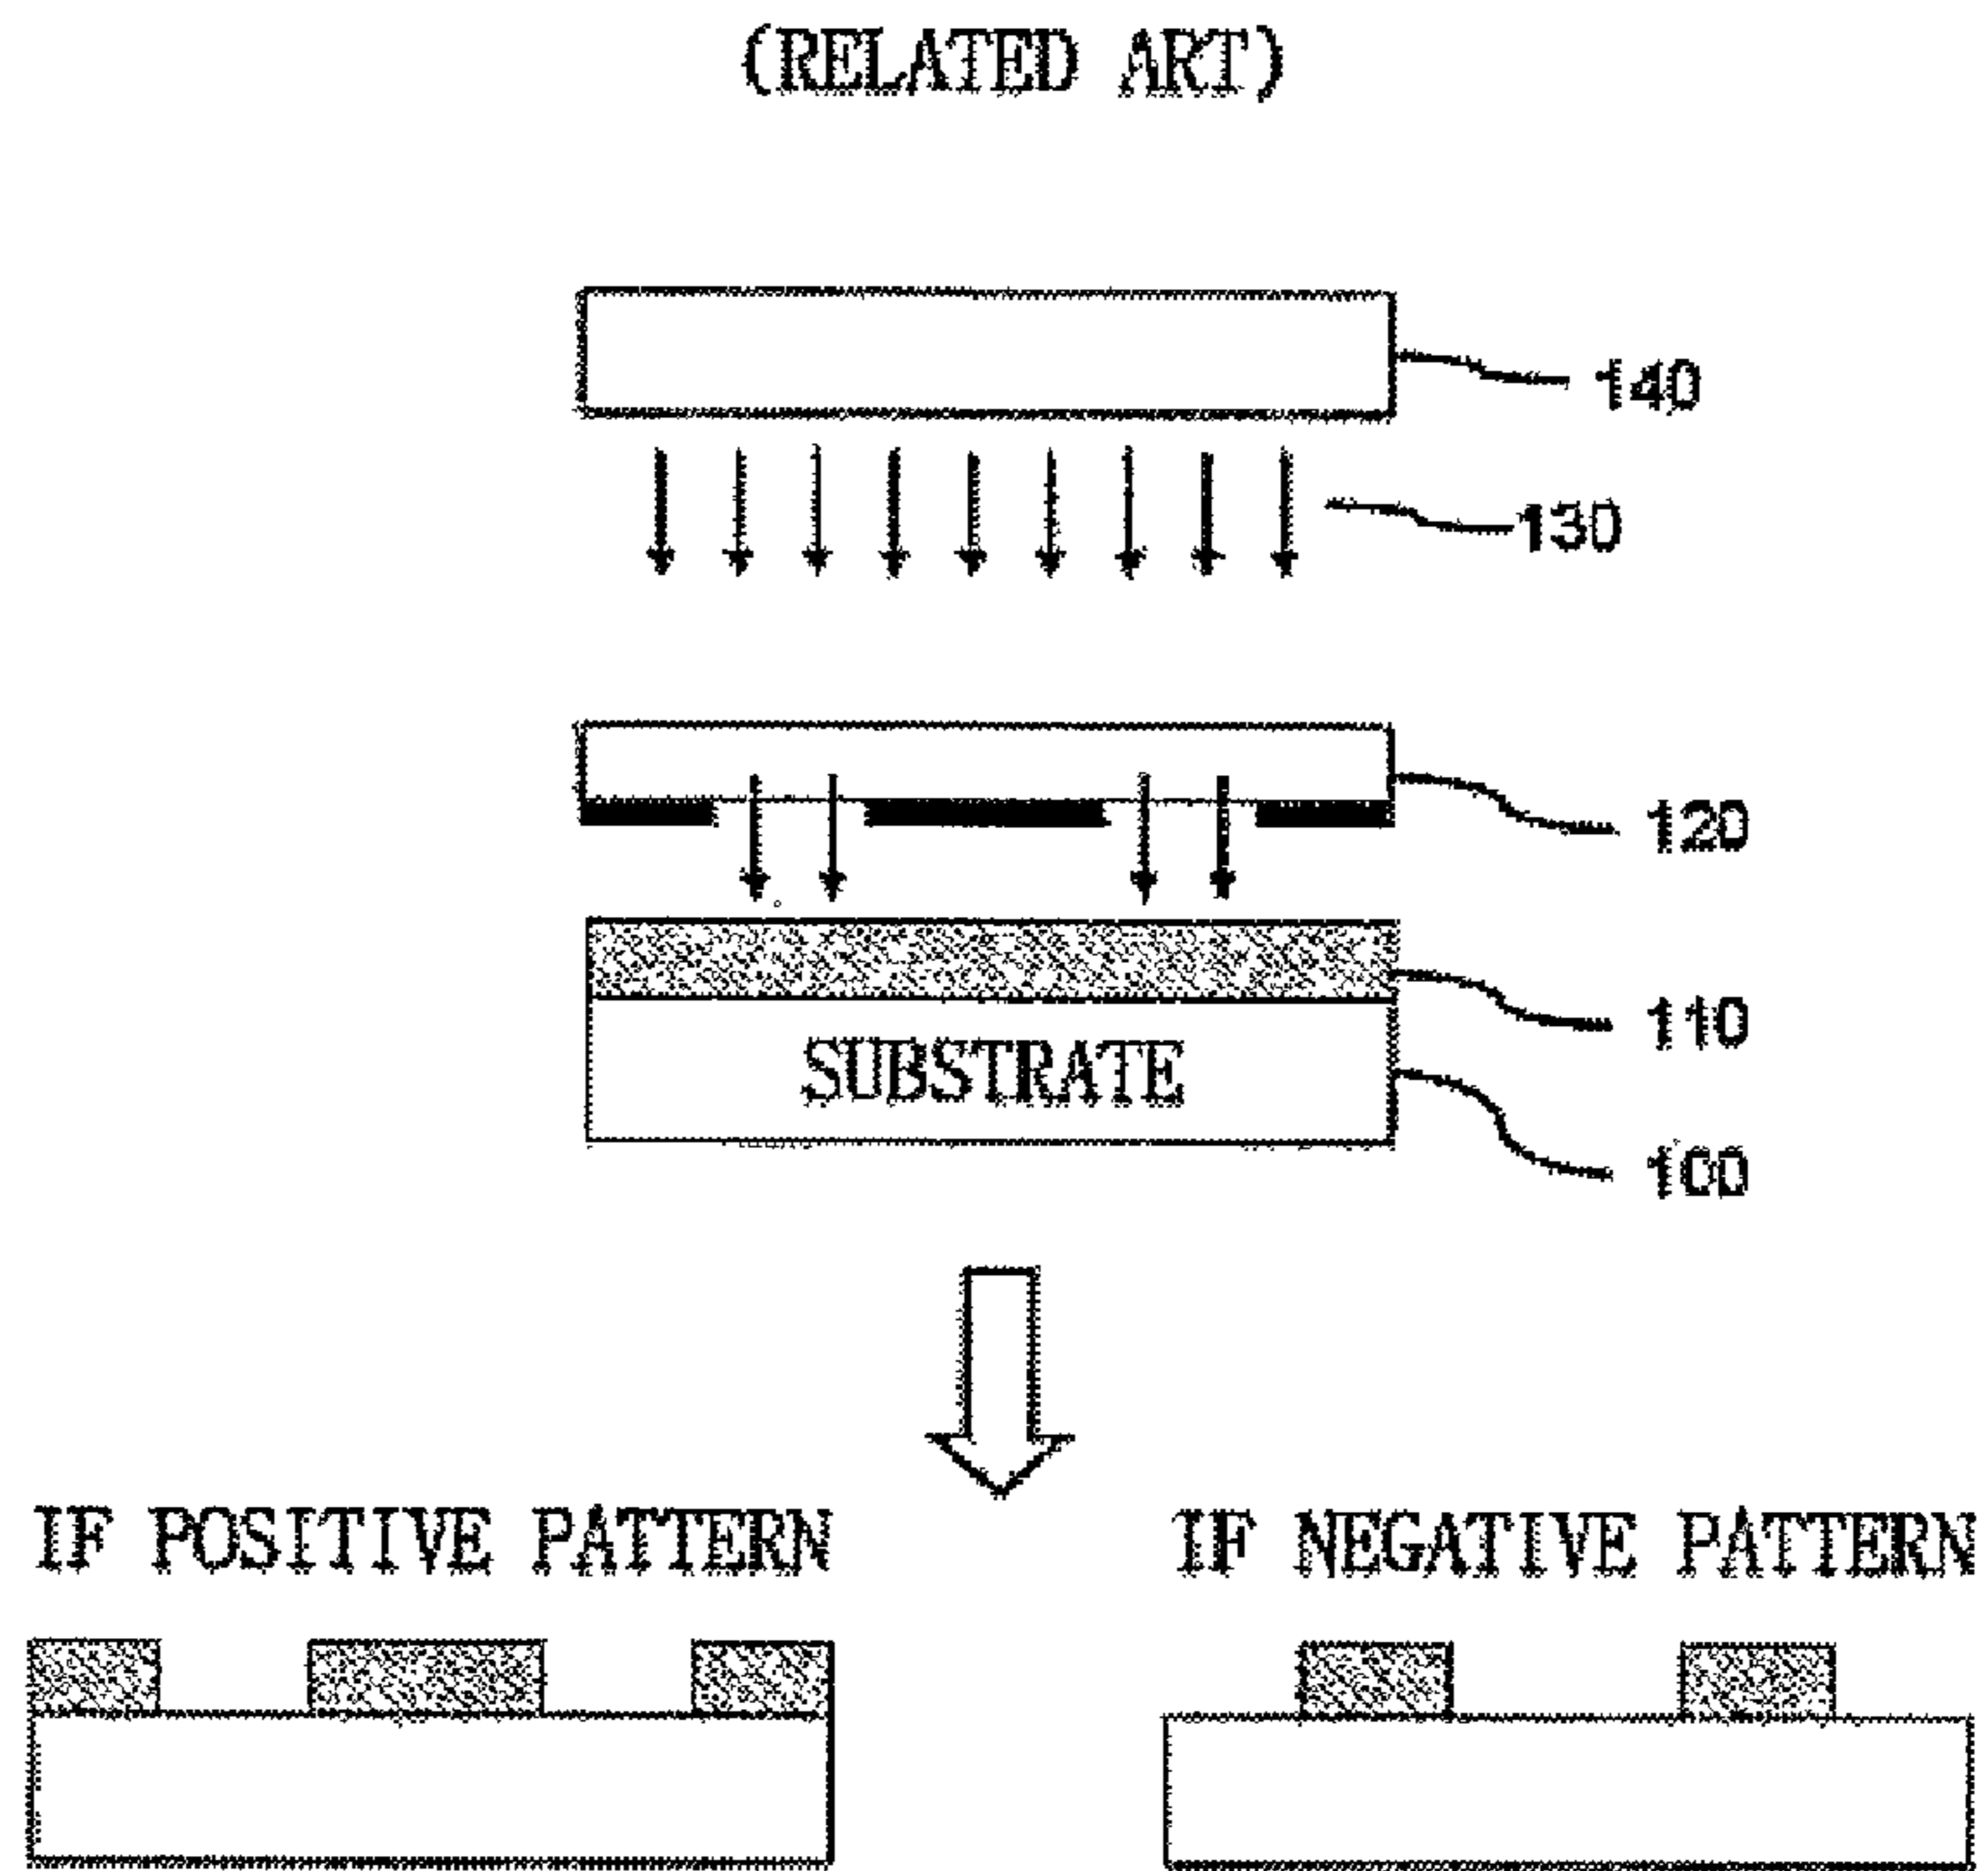 (RELATED ART)
140
130
120
110
SUBSTRATE
100
IF POSITIVE PATTERN
IF NEGATIVE PATTERN